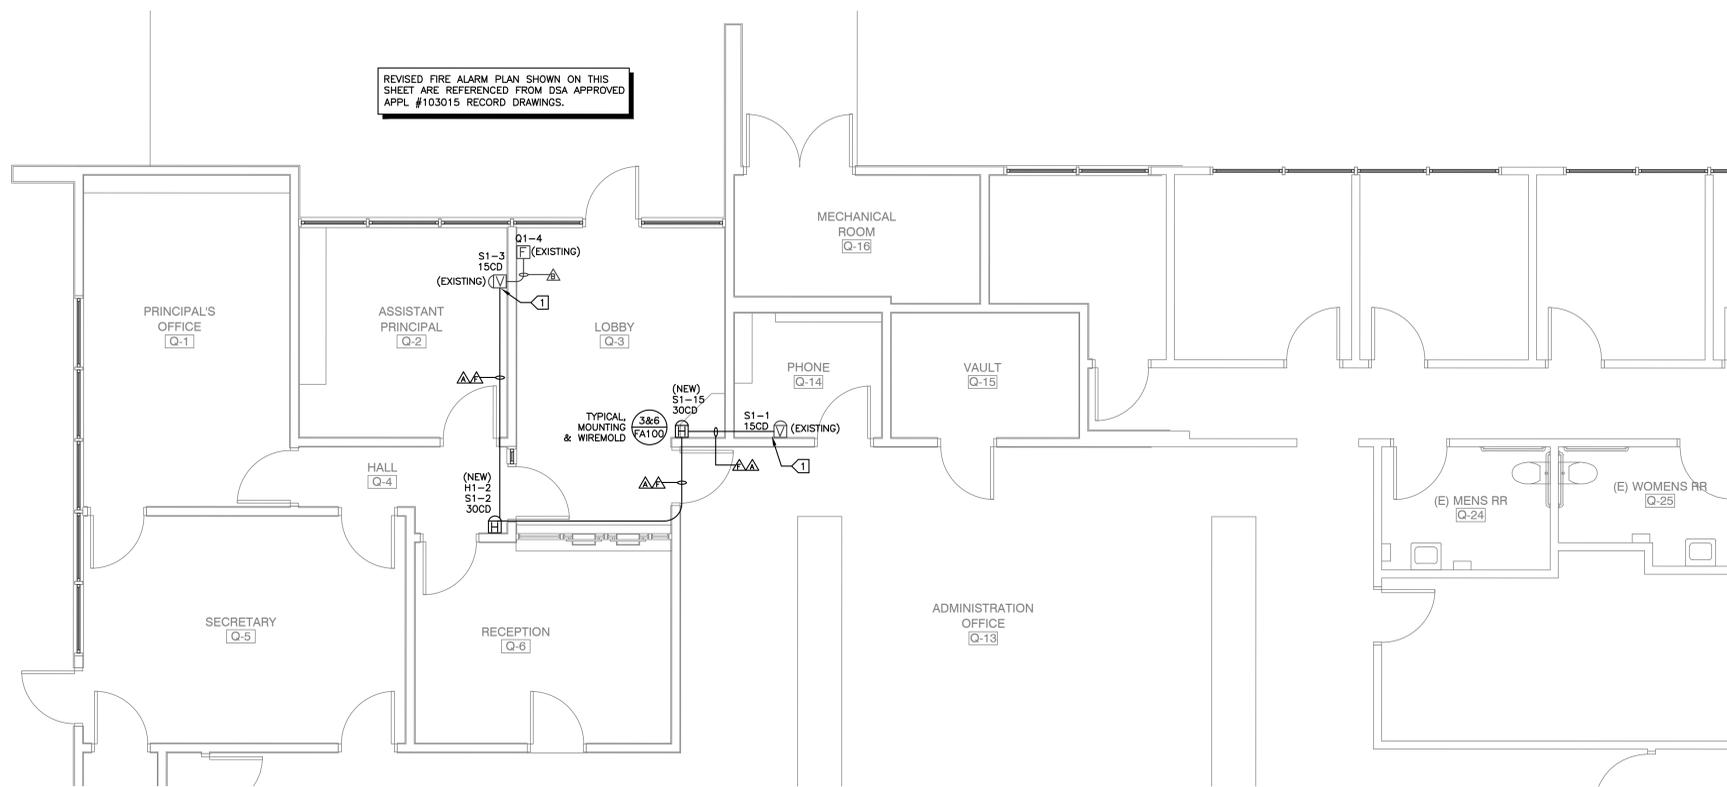 REVISED FIRE ALARM PLAN SHOWN ON THIS
SHEET ARE REFERENCED FROM DSA APPROVED
APPL #103015 RECORD DRAWINGS.
MECHANICAL
ROOM
Q-16
Q1-4
F (EXISTING)
S1-3
15CD
(EXISTING) V
B
1
PRINCIPAL'S
OFFICE
Q-1
ASSISTANT
PRINCIPAL
Q-2
LOBBY
Q-3
PHONE
Q-14
VAULT
Q-15
A F
(NEW)
S1-15
30CD
H
TYPICAL,
MOUNTING
& WIREMOLD
3&6
FA100
S1-1
15CD
V (EXISTING)
F A
1
A F
HALL
Q-4
(NEW)
H1-2
S1-2
30CD
H
(E) MENS RR
Q-24
(E) WOMENS RR
Q-25
SECRETARY
Q-5
RECEPTION
Q-6
ADMINISTRATION
OFFICE
Q-13